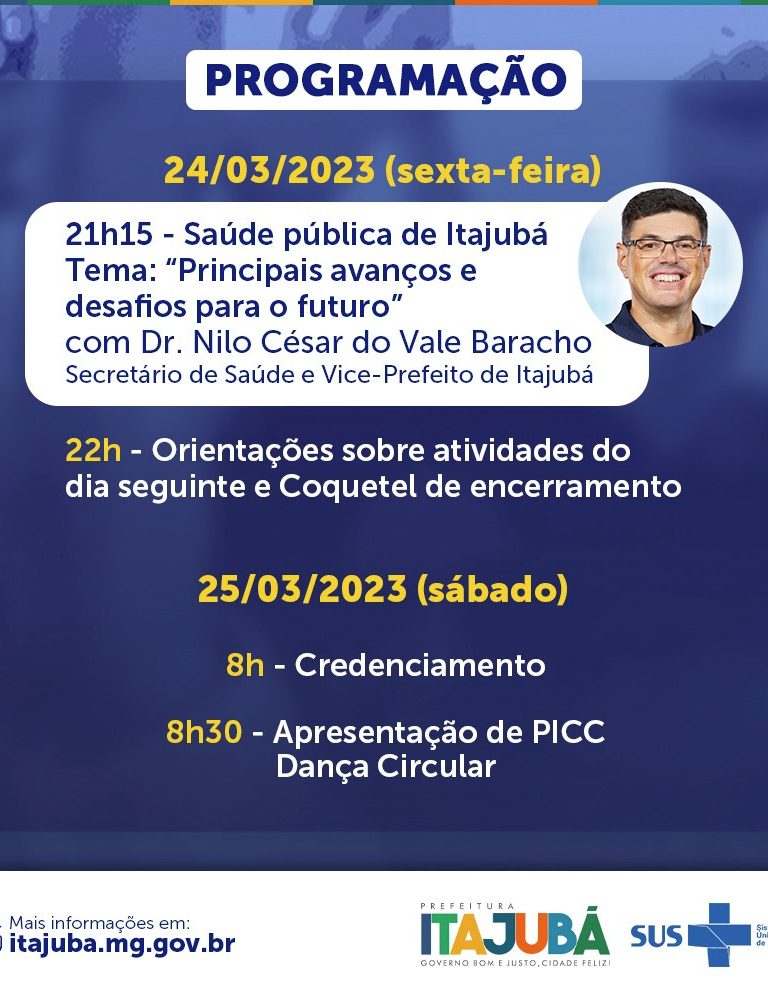 PROGRAMAÇÃO
24/03/2023 (sexta-feira)
21h15 - Saúde pública de Itajubá
Tema: “Principais avanços e
desafios para o futuro”
com Dr. Nilo César do Vale Baracho
Secretário de Saúde e Vice-Prefeito de Itajubá
22h - Orientações sobre atividades do
dia seguinte e Coquetel de encerramento
25/03/2023 (sábado)
8h - Credenciamento
8h30 - Apresentação de PICC
Dança Circular
Mais informações em:
itajuba.mg.gov.br
PREFEITURA
ITAJUBÁ
GOVERNO BOM E JUSTO, CIDADE FELIZ!
SUS